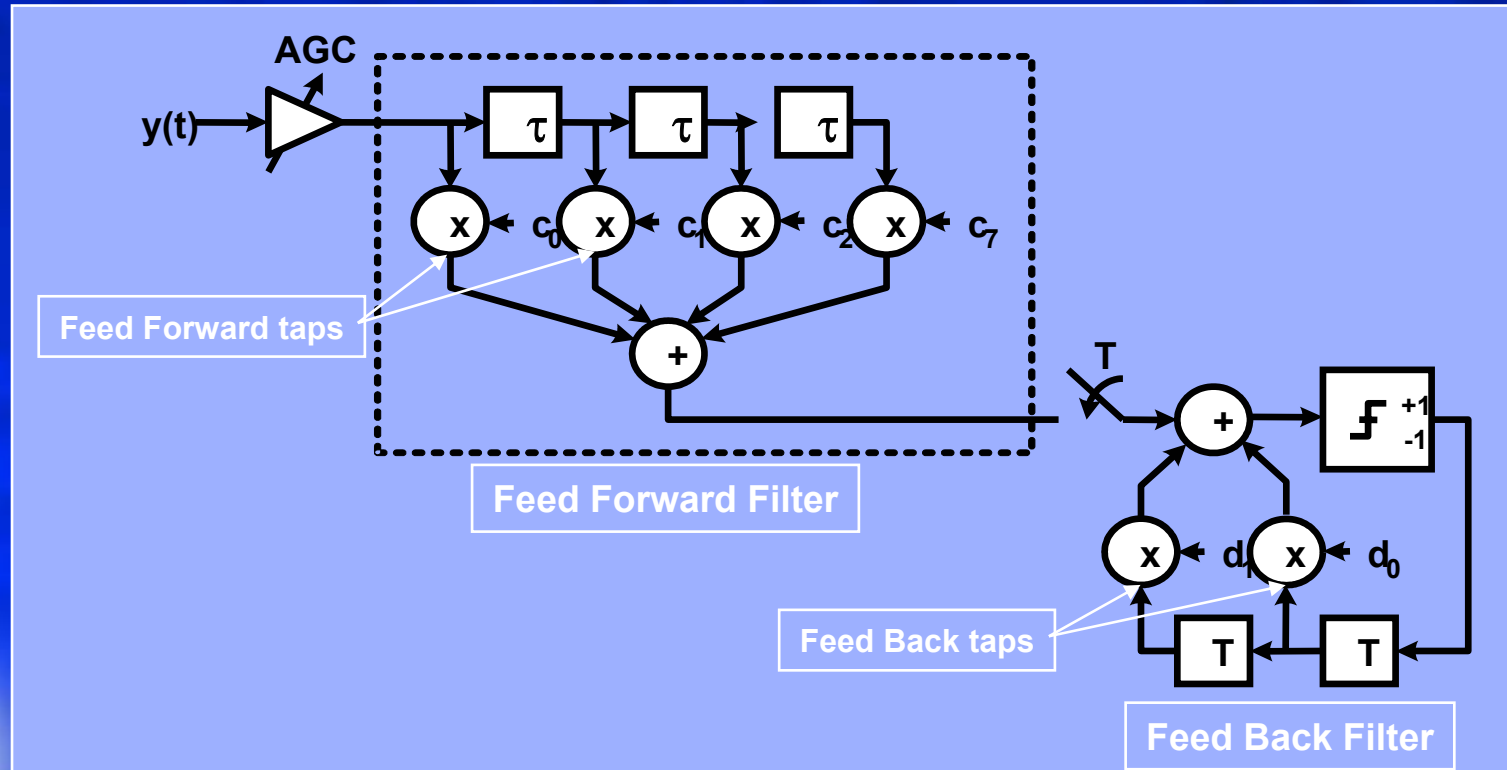 AGC
y(t)
τ τ τ
x c₀ x c₁ x c₂ x c₇
Feed Forward taps
+
T
+
+1
-1
Feed Forward Filter
x d₁ x d₀
Feed Back taps
T T
Feed Back Filter